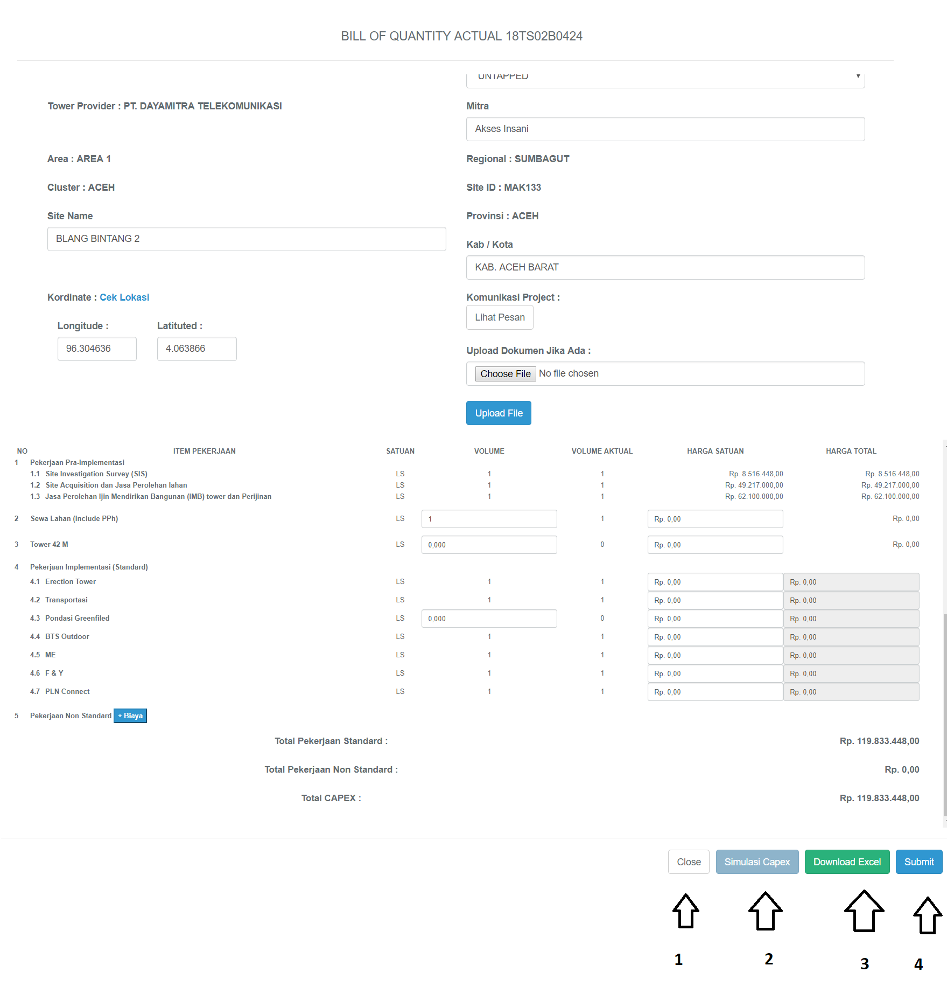 BILL OF QUANTITY ACTUAL 18TS02B0424
UNTAPPED
Tower Provider : PT. DAYAMITRA TELEKOMUNIKASI
Mitra
Akses Insani
Area : AREA 1
Regional : SUMBAGUT
Cluster : ACEH
Site ID : MAK133
Site Name
Provinsi : ACEH
BLANG BINTANG 2
Kab / Kota
KAB. ACEH BARAT
Kordinate : Cek Lokasi
Komunikasi Project :
Lihat Pesan
Longitude : Latituted :
96.304636 4.063866
Upload Dokumen Jika Ada :
Choose File No file chosen
Upload File
NO ITEM PEKERJAAN SATUAN VOLUME VOLUME AKTUAL HARGA SATUAN HARGA TOTAL
1 Pekerjaan Pra-Implementasi
1.1 Site Investigation Survey (SIS) LS 1 1 Rp. 8.516.448,00 Rp. 8.516.448,00
1.2 Site Acquisition dan Jasa Perolehan lahan LS 1 1 Rp. 49.217.000,00 Rp. 49.217.000,00
1.3 Jasa Perolehan Ijin Mendirikan Bangunan (IMB) tower dan Perijinan LS 1 1 Rp. 62.100.000,00 Rp. 62.100.000,00
2 Sewa Lahan (Include PPh) LS 1 1 Rp. 0,00 Rp. 0,00
3 Tower 42 M LS 0,000 0 Rp. 0,00 Rp. 0,00
4 Pekerjaan Implementasi (Standard)
4.1 Erection Tower LS 1 1 Rp. 0,00 Rp. 0,00
4.2 Transportasi LS 1 1 Rp. 0,00 Rp. 0,00
4.3 Pondasi Greenfiled LS 0,000 0 Rp. 0,00 Rp. 0,00
4.4 BTS Outdoor LS 1 1 Rp. 0,00 Rp. 0,00
4.5 ME LS 1 1 Rp. 0,00 Rp. 0,00
4.6 F & Y LS 1 1 Rp. 0,00 Rp. 0,00
4.7 PLN Connect LS 1 1 Rp. 0,00 Rp. 0,00
5 Pekerjaan Non Standard + Biaya
Total Pekerjaan Standard : Rp. 119.833.448,00
Total Pekerjaan Non Standard : Rp. 0,00
Total CAPEX : Rp. 119.833.448,00
Close Simulasi Capex Download Excel Submit
1 2 3 4